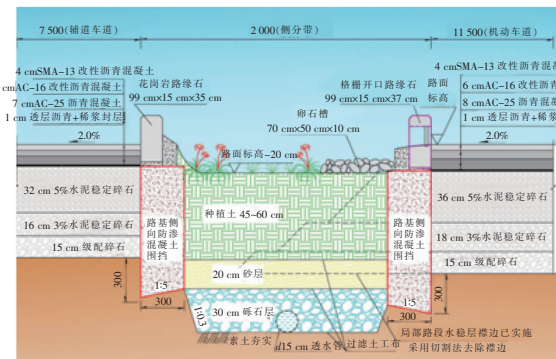 7 500(辅道车道)
2 000(侧分带)
11 500(机动车道)
4 cmSMA-13 改性沥青混凝土
cmAC-16 改性沥青混凝土
7 cmAC-25 沥青混凝土
1 cm 透层沥青+稀浆封层
2.0%
花岗岩路缘石
99 cm×15 cm×35 cm
格栅开口路缘石
99 cm×15 cm×37 cm
路面
标高
卵石槽
70 cm×50 cm×10 cm
路面标高-20 cm
4 cmSMA-13 改性沥青混
6 cmAC-16 改性沥青
8 cmAC-25 沥青混凝
1 cm 透层沥青+稀
2.0%
32 cm 5%水泥稳定碎石
16 cm 3%水泥稳定碎石
15 cm 级配碎石
300
路基侧
向防渗
混凝土
围挡
1:5
300
种植土 45~60 cm
20 cm 砂层
30 cm 砾石层
1:0.3
素土夯实
d15 cm 透水管
过滤土工布
路基侧
向防渗
混凝土
围挡
1:5
300
36 cm 5%水泥稳定碎石
18 cm 3%水泥稳定碎石
15 cm 级配碎石
300
局部路段水稳层襟边已实施
采用切割法去除襟边